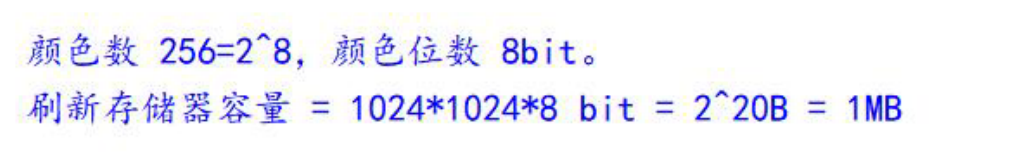 颜色数 256=2^8，颜色位数 8bit。
刷新存储器容量 = 1024*1024*8 bit = 2^20B = 1MB